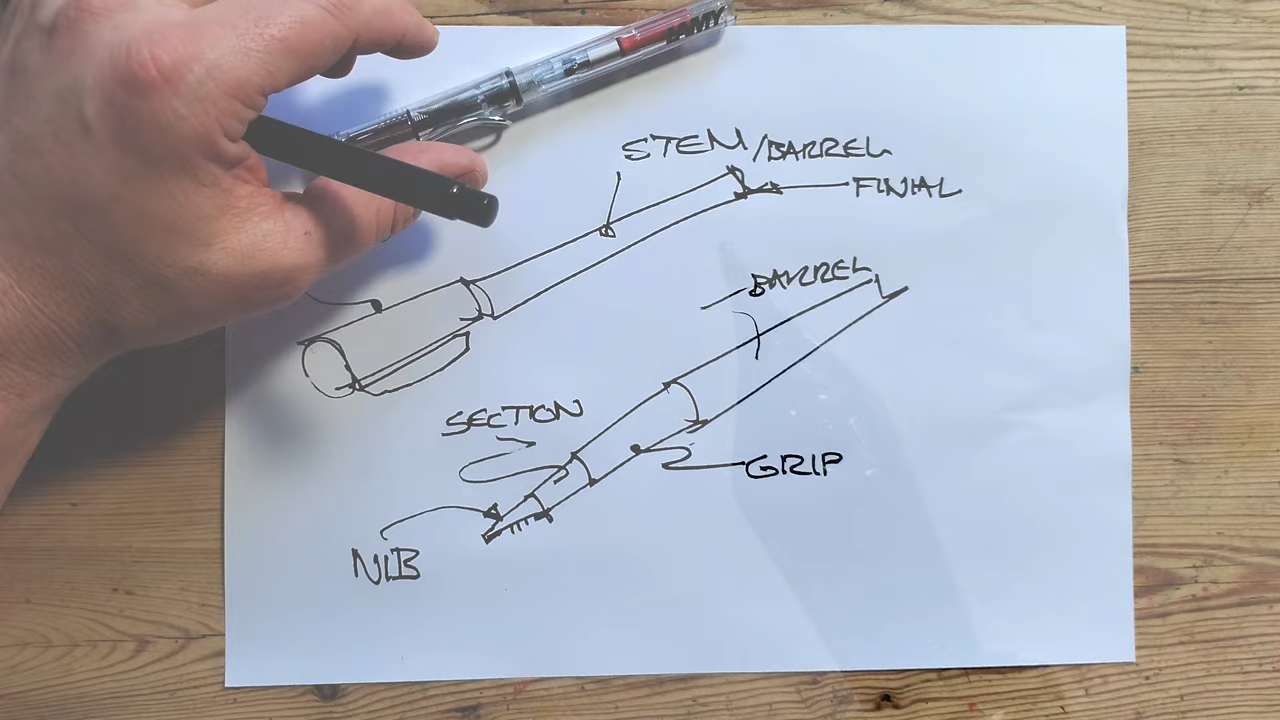 LAMY
STEM/BARREL
FINIAL
BARREL
SECTION
GRIP
NIB